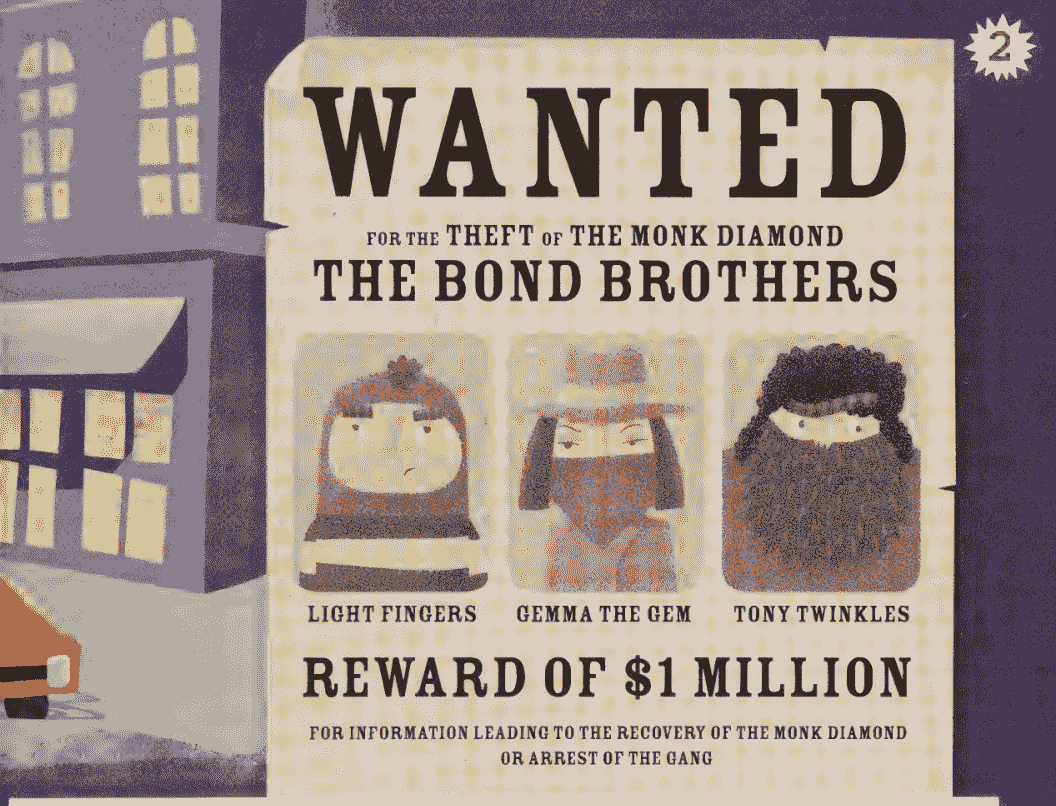 2
WANTED
FOR THE THEFT OF THE MONK DIAMOND
THE BOND BROTHERS
LIGHT FINGERS GEMMA THE GEM TONY TWINKLES
REWARD OF $1 MILLION
FOR INFORMATION LEADING TO THE RECOVERY OF THE MONK DIAMOND
OR ARREST OF THE GANG